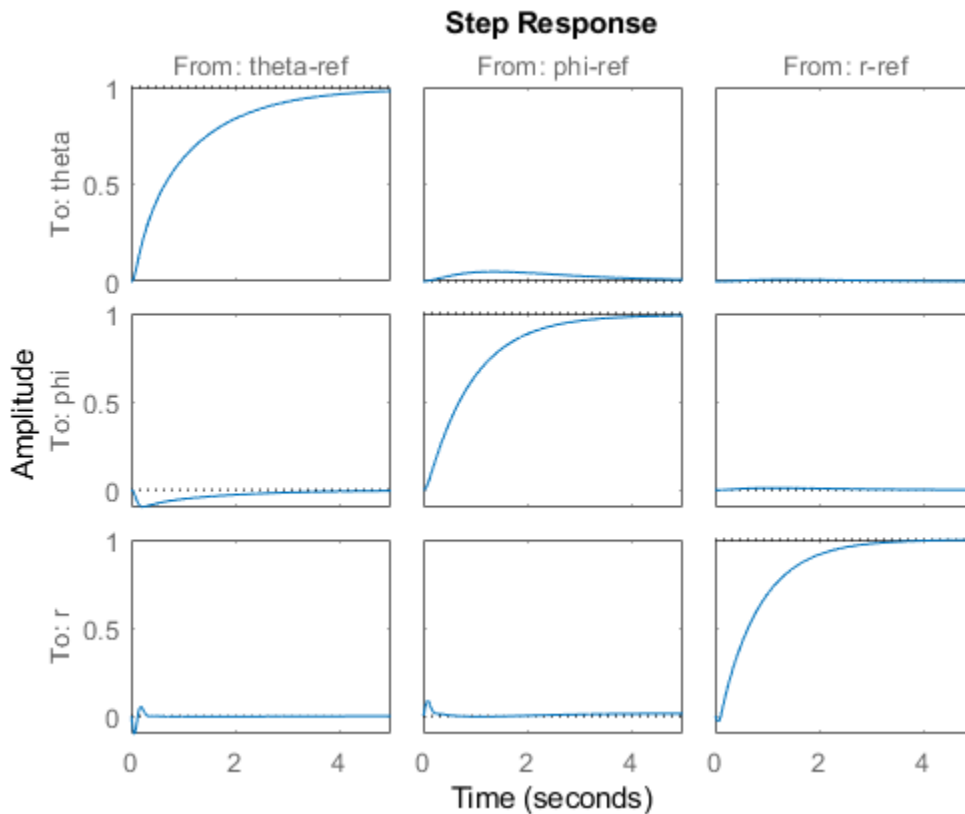 Step Response
From: theta-ref From: phi-ref From: r-ref
To: theta
1
0.5
0
To: phi
1
0.5
0
To: r
1
0.5
0
Amplitude
0 2 4 0 2 4 0 2 4
Time (seconds)